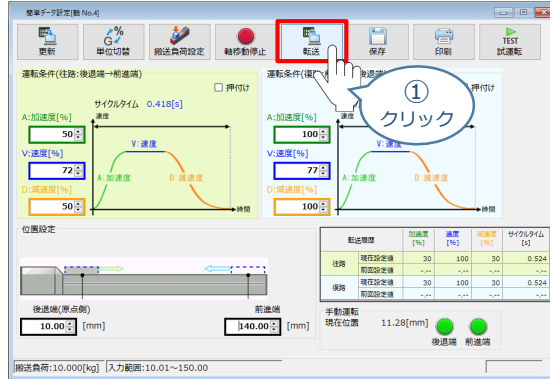 簡単データ設定[軸 No.4]
更新
単位切替
搬送負荷設定
軸移動停止
転送
保存
印刷
TEST
試運転
運転条件(往路:後退端→前進端)
押付け
サイクルタイム 0.418[s]
A:加速度[%]
50
V:速度[%]
72
D:減速度[%]
50
速度
V:速度
A:加速度
D:減速度
時間
運転条件(復路:前
後退端)
押付け
A:加速度[%]
100
V:速度[%]
77
D:減速度[%]
100
速度
V:速度
A:加速度
D:減速度
時間
①
クリック
位置設定
後退端(原点側)
10.00 [mm]
前進端
140.00 [mm]
転送履歴 加速度[%] 速度[%] 減速度[%] サイクルタイム[s]
往路 現在設定値 30 100 30 0.524
前回設定値 -.-- -.-- -.-- -.--
復路 現在設定値 30 100 30 0.524
前回設定値 -.-- -.-- -.-- -.--
手動運転
現在位置 11.28[mm]
後退端 前進端
搬送負荷:10.000[kg] 入力範囲:10.01～150.00